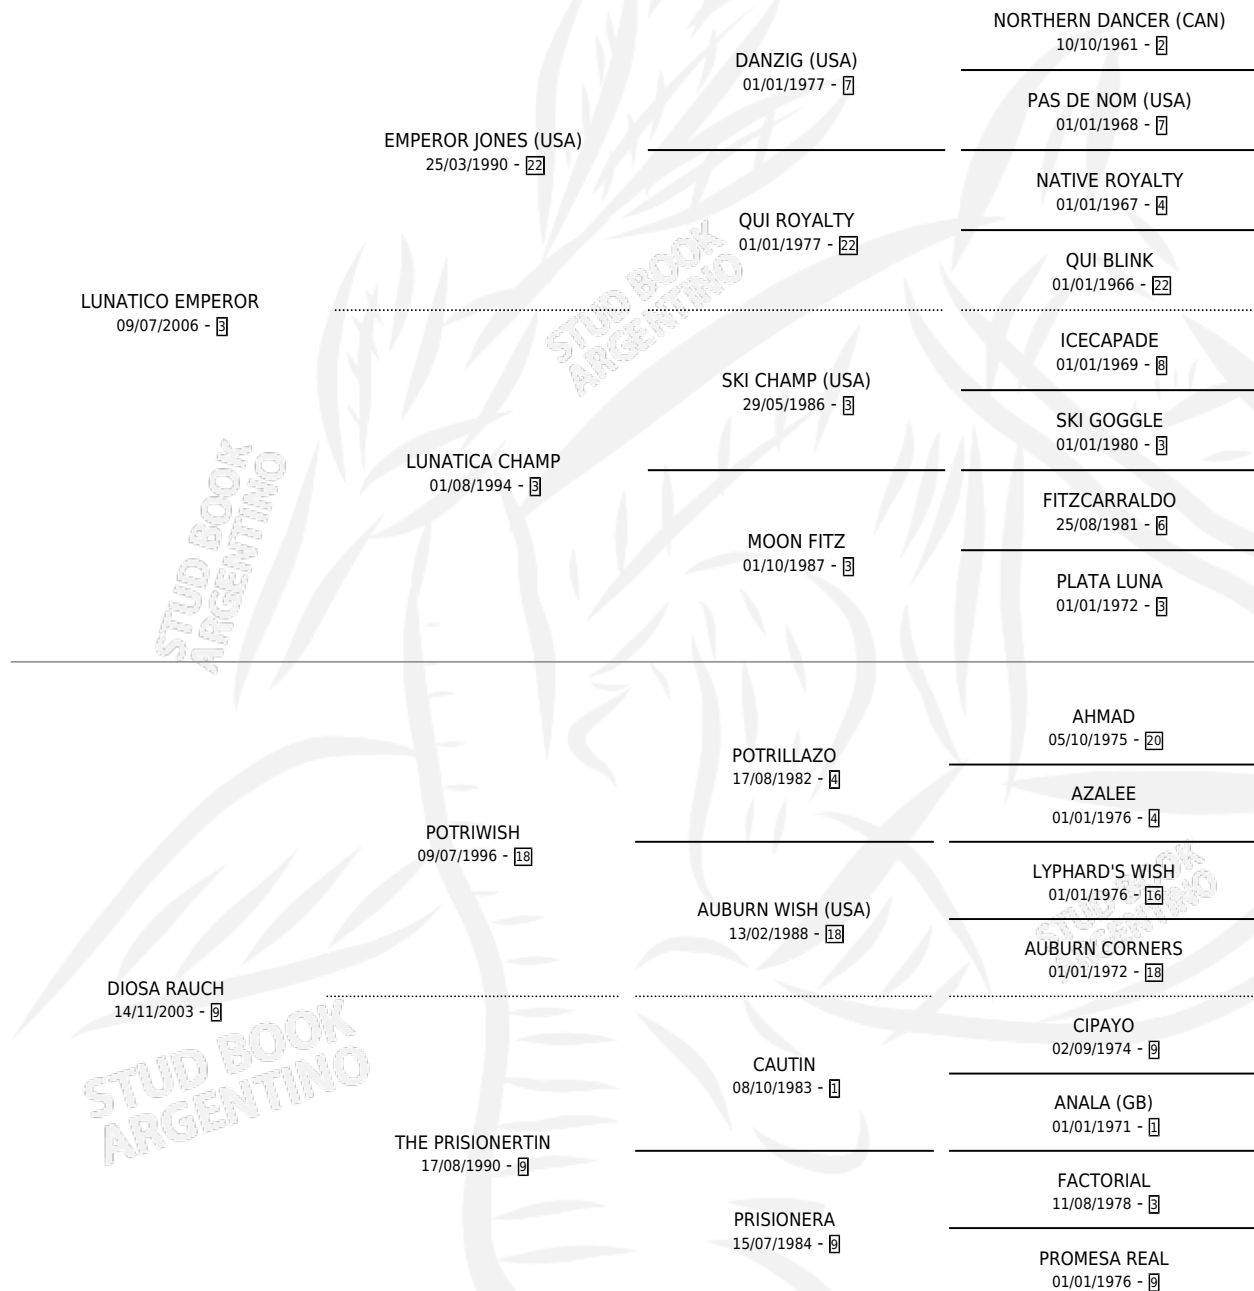 NORTHERN DANCER (CAN)
10/10/1961 - 2
DANZIG (USA)
01/01/1977 - 7
PAS DE NOM (USA)
01/01/1968 - 7
EMPEROR JONES (USA)
25/03/1990 - 22
NATIVE ROYALTY
01/01/1967 - 4
QUI ROYALTY
01/01/1977 - 22
QUI BLINK
01/01/1966 - 22
LUNATICO EMPEROR
09/07/2006 - 3
ICECAPADE
01/01/1969 - 8
SKI CHAMP (USA)
29/05/1986 - 3
SKI GOGGLE
01/01/1980 - 3
LUNATICA CHAMP
01/08/1994 - 3
FITZCARRALDO
25/08/1981 - 6
MOON FITZ
01/10/1987 - 3
PLATA LUNA
01/01/1972 - 3
AHMAD
05/10/1975 - 20
POTRILLAZO
17/08/1982 - 4
AZALEE
01/01/1976 - 4
POTRIWISH
09/07/1996 - 18
LYPHARD'S WISH
01/01/1976 - 16
AUBURN WISH (USA)
13/02/1988 - 18
AUBURN CORNERS
01/01/1972 - 18
DIOSA RAUCH
14/11/2003 - 9
CIPAYO
02/09/1974 - 9
CAUTIN
08/10/1983 - 1
ANALA (GB)
01/01/1971 - 1
THE PRISIONERTIN
17/08/1990 - 9
FACTORIAL
11/08/1978 - 3
PRISIONERA
15/07/1984 - 9
PROMESA REAL
01/01/1976 - 9
STUD BOOK
ARGENTINO
STUD BOOK
ARGENTINO
STUD BOOK
ARGENTINO
STUD BOOK
ARGENTINO